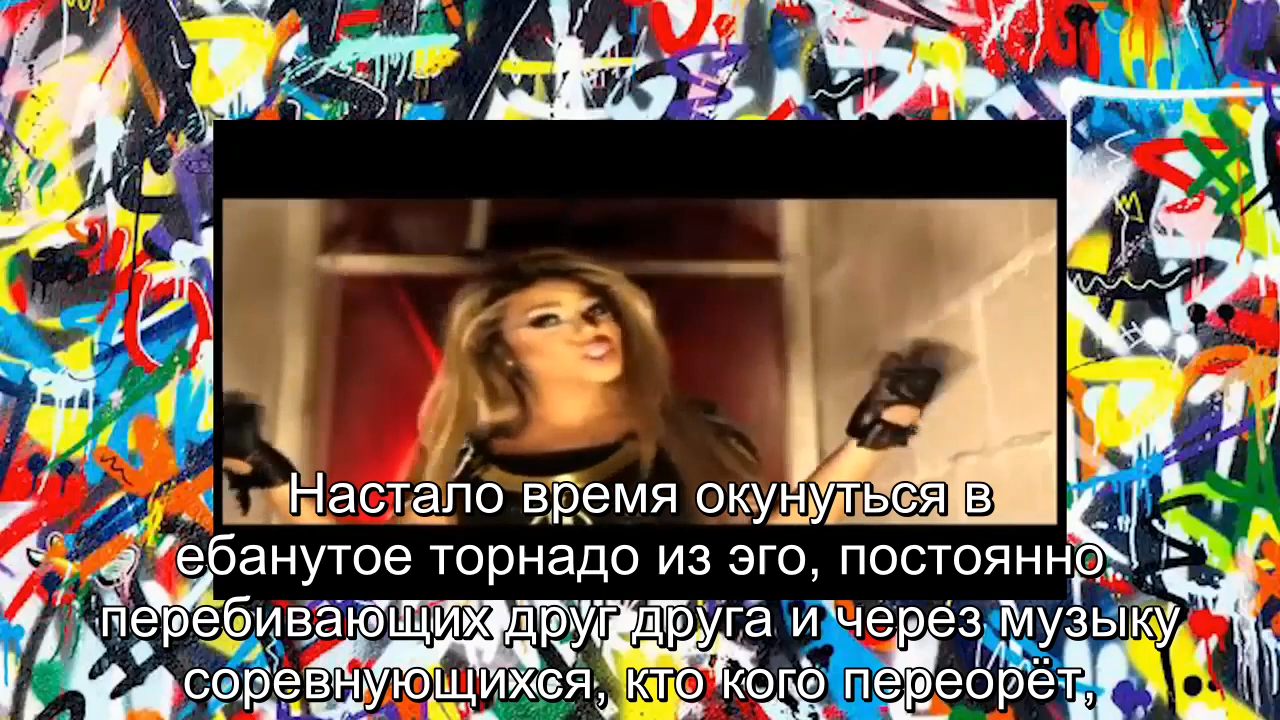 Настало время окунуться в
ебанутое торнадо из эго, постоянно
перебивающих друг друга и через музыку
соревнующихся, кто кого переорёт,